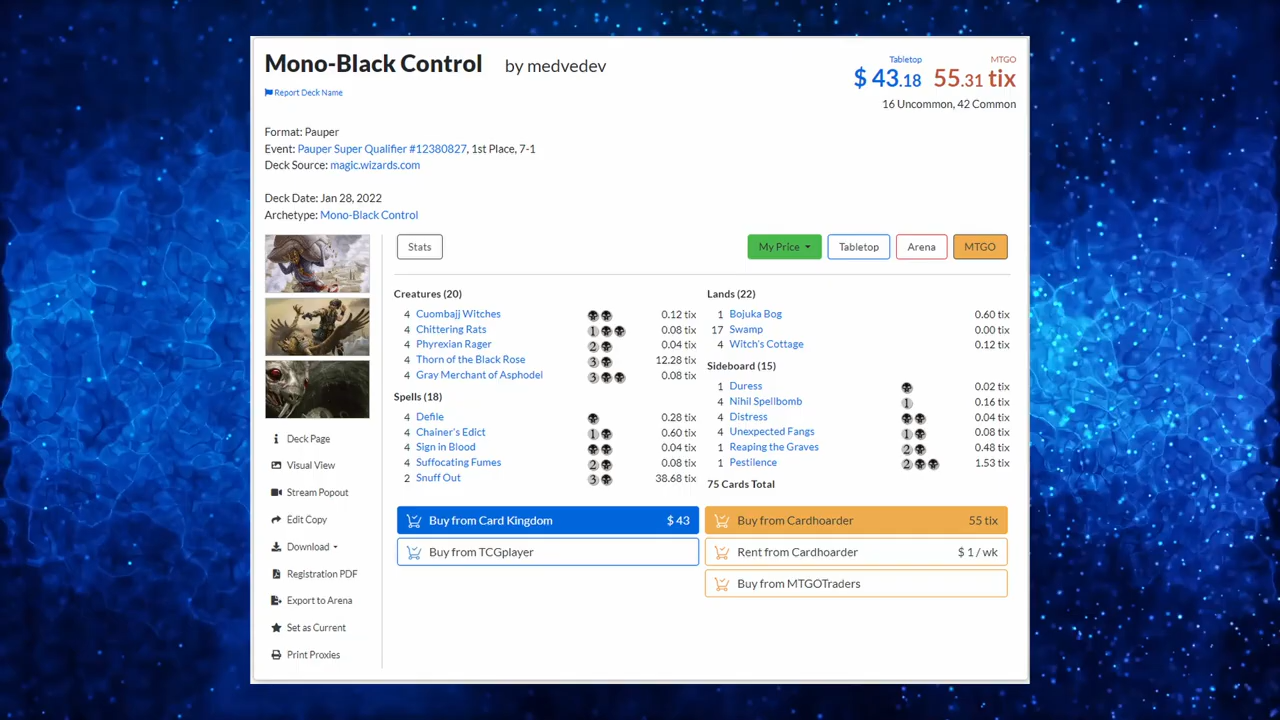 Mono-Black Control by medvedev
Report Deck Name
Tabletop MTGO
$ 43.18 55.31 tix
16 Uncommon, 42 Common
Format: Pauper
Event: Pauper Super Qualifier #12380827, 1st Place, 7-1
Deck Source: magic.wizards.com
Deck Date: Jan 28, 2022
Archetype: Mono-Black Control
Stats
My Price
Tabletop
Arena
MTGO
Creatures (20)
4 Cuombajj Witches 0.12 tix
4 Chittering Rats 1 0.08 tix
4 Phyrexian Rager 2 0.04 tix
4 Thorn of the Black Rose 3 12.28 tix
4 Gray Merchant of Asphodel 3 0.08 tix
Spells (18)
4 Defile 0.28 tix
4 Chainer's Edict 1 0.60 tix
4 Sign in Blood 0.04 tix
4 Suffocating Fumes 2 0.08 tix
2 Snuff Out 3 38.68 tix
Lands (22)
1 Bojuka Bog 0.60 tix
17 Swamp 0.00 tix
4 Witch's Cottage 0.12 tix
Sideboard (15)
1 Duress 0.02 tix
4 Nihil Spellbomb 1 0.16 tix
4 Distress 0.04 tix
4 Unexpected Fangs 1 0.08 tix
1 Reaping the Graves 2 0.48 tix
1 Pestilence 2 1.53 tix
75 Cards Total
Deck Page
Visual View
Stream Popout
Edit Copy
Download
Registration PDF
Export to Arena
Set as Current
Print Proxies
Buy from Card Kingdom $ 43
Buy from TCGplayer
Buy from Cardhoarder 55 tix
Rent from Cardhoarder $ 1 / wk
Buy from MTGOTraders